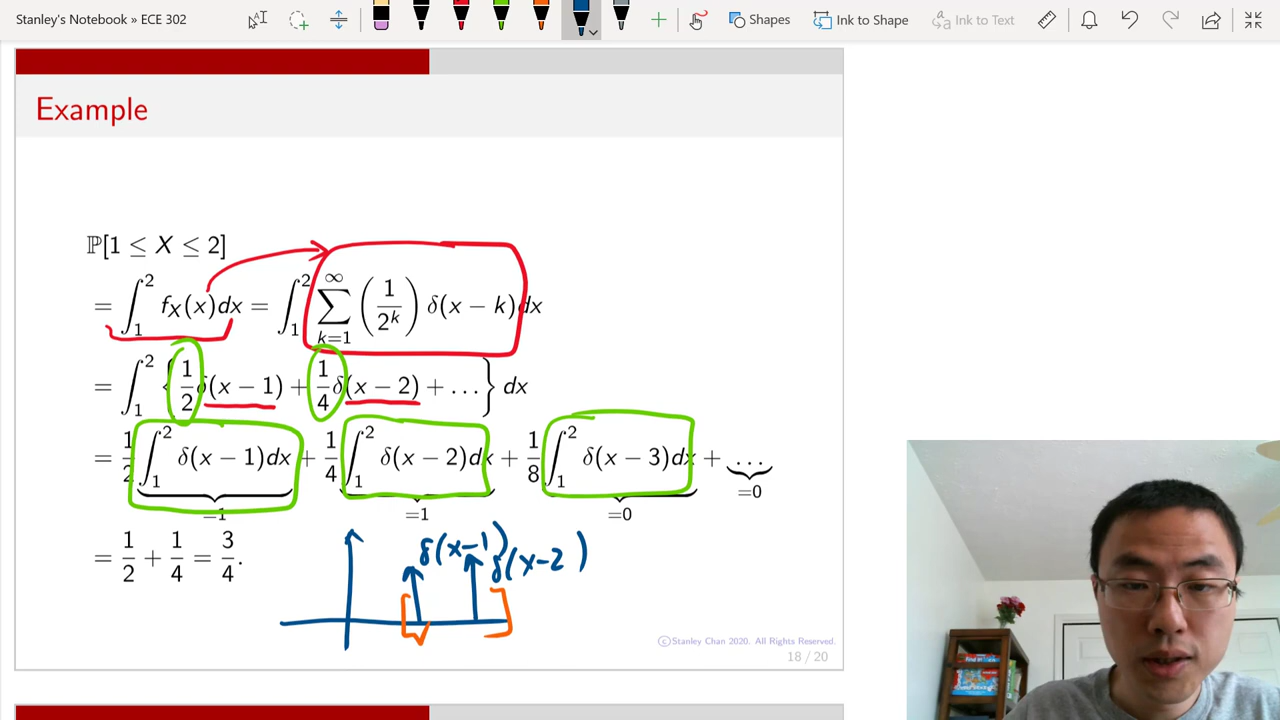 Stanley's Notebook » ECE 302
Shapes
Ink to Shape
Ink to Text
Example
ℙ[1 ≤ X ≤ 2]
= ∫₁² f_X(x)dx = ∫₁² ∑_{k=1}^{∞} (1/2^k) δ(x − k)dx
= ∫₁² { 1/2 δ(x − 1) + 1/4 δ(x − 2) + … } dx
= 1/2 ∫₁² δ(x − 1)dx + 1/4 ∫₁² δ(x − 2)dx + 1/8 ∫₁² δ(x − 3)dx + …
=1 =1 =0 =0
= 1/2 + 1/4 = 3/4.
δ(x−1)
δ(x−2)
©Stanley Chan 2020. All Rights Reserved.
18 / 20